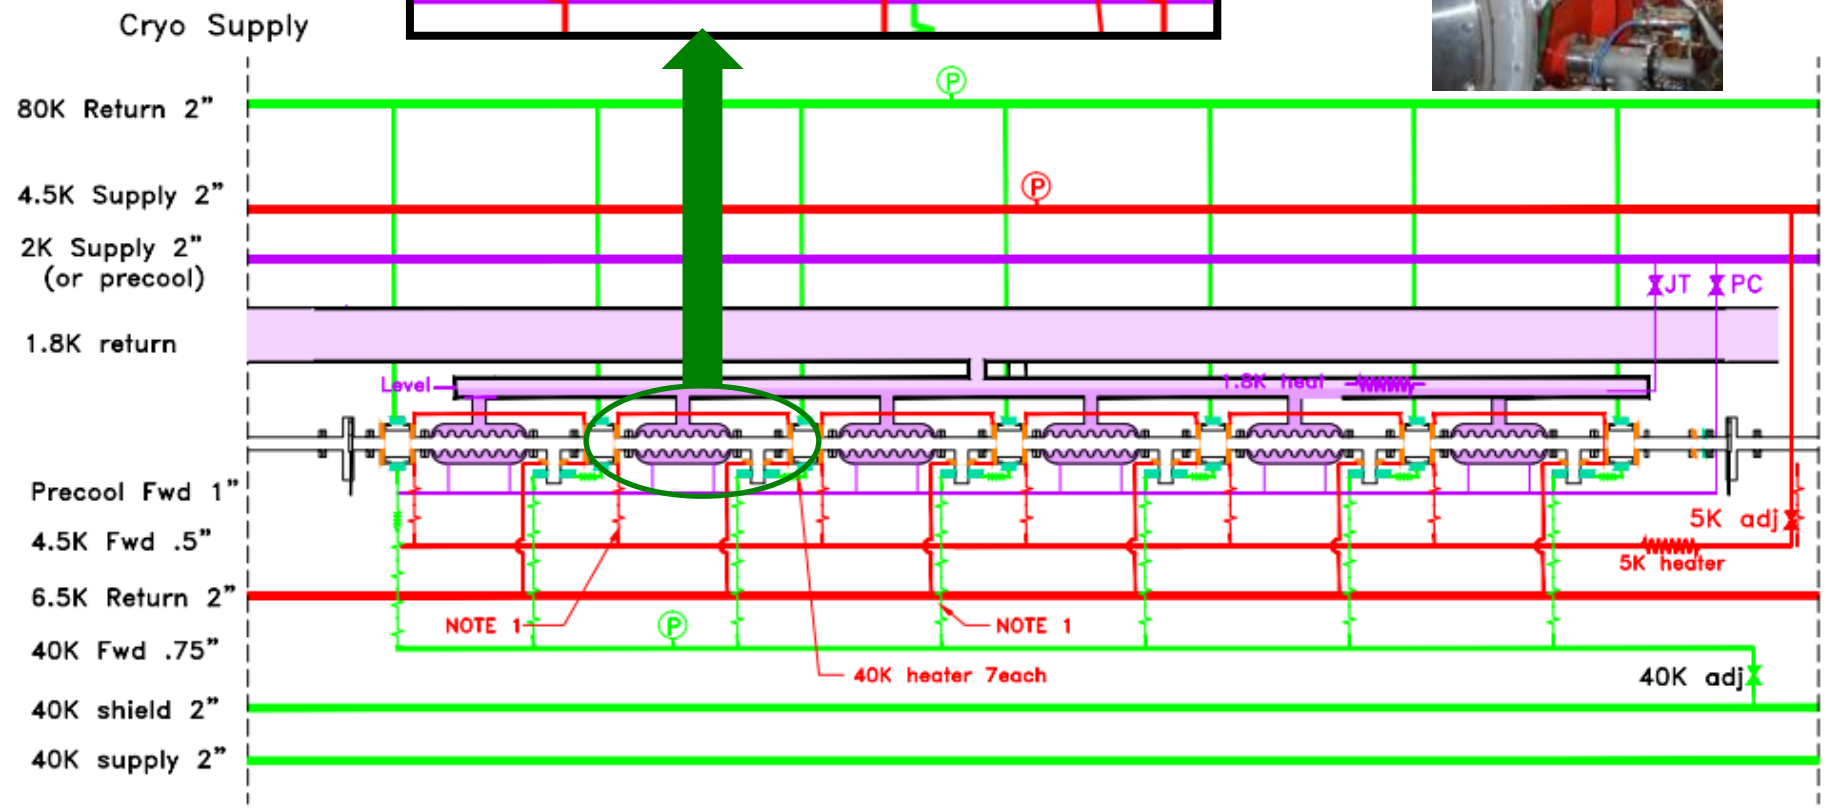 Cryo Supply
P
80K Return 2”
P
4.5K Supply 2”
2K Supply 2”
(or precool)
JT
PC
1.8K return
Level
1.8K heat
Precool Fwd 1”
5K adj
4.5K Fwd .5”
5K heater
6.5K Return 2”
NOTE 1
P
NOTE 1
40K Fwd .75”
40K heater 7each
40K adj
40K shield 2”
40K supply 2”